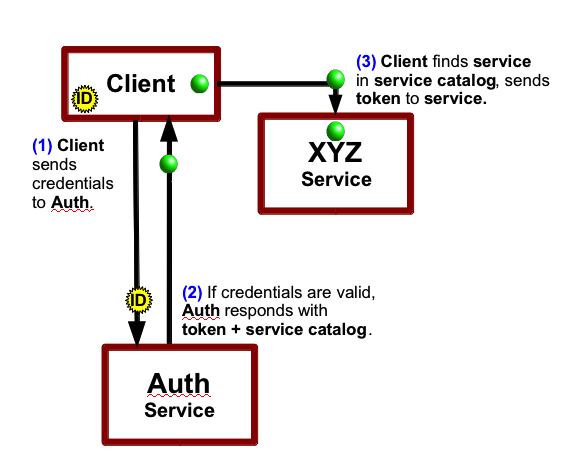 Client
ID
(1) Client
sends
credentials
to Auth.
(3) Client finds service
in service catalog, sends
token to service.
XYZ
Service
ID
(2) If credentials are valid,
Auth responds with
token + service catalog.
Auth
Service